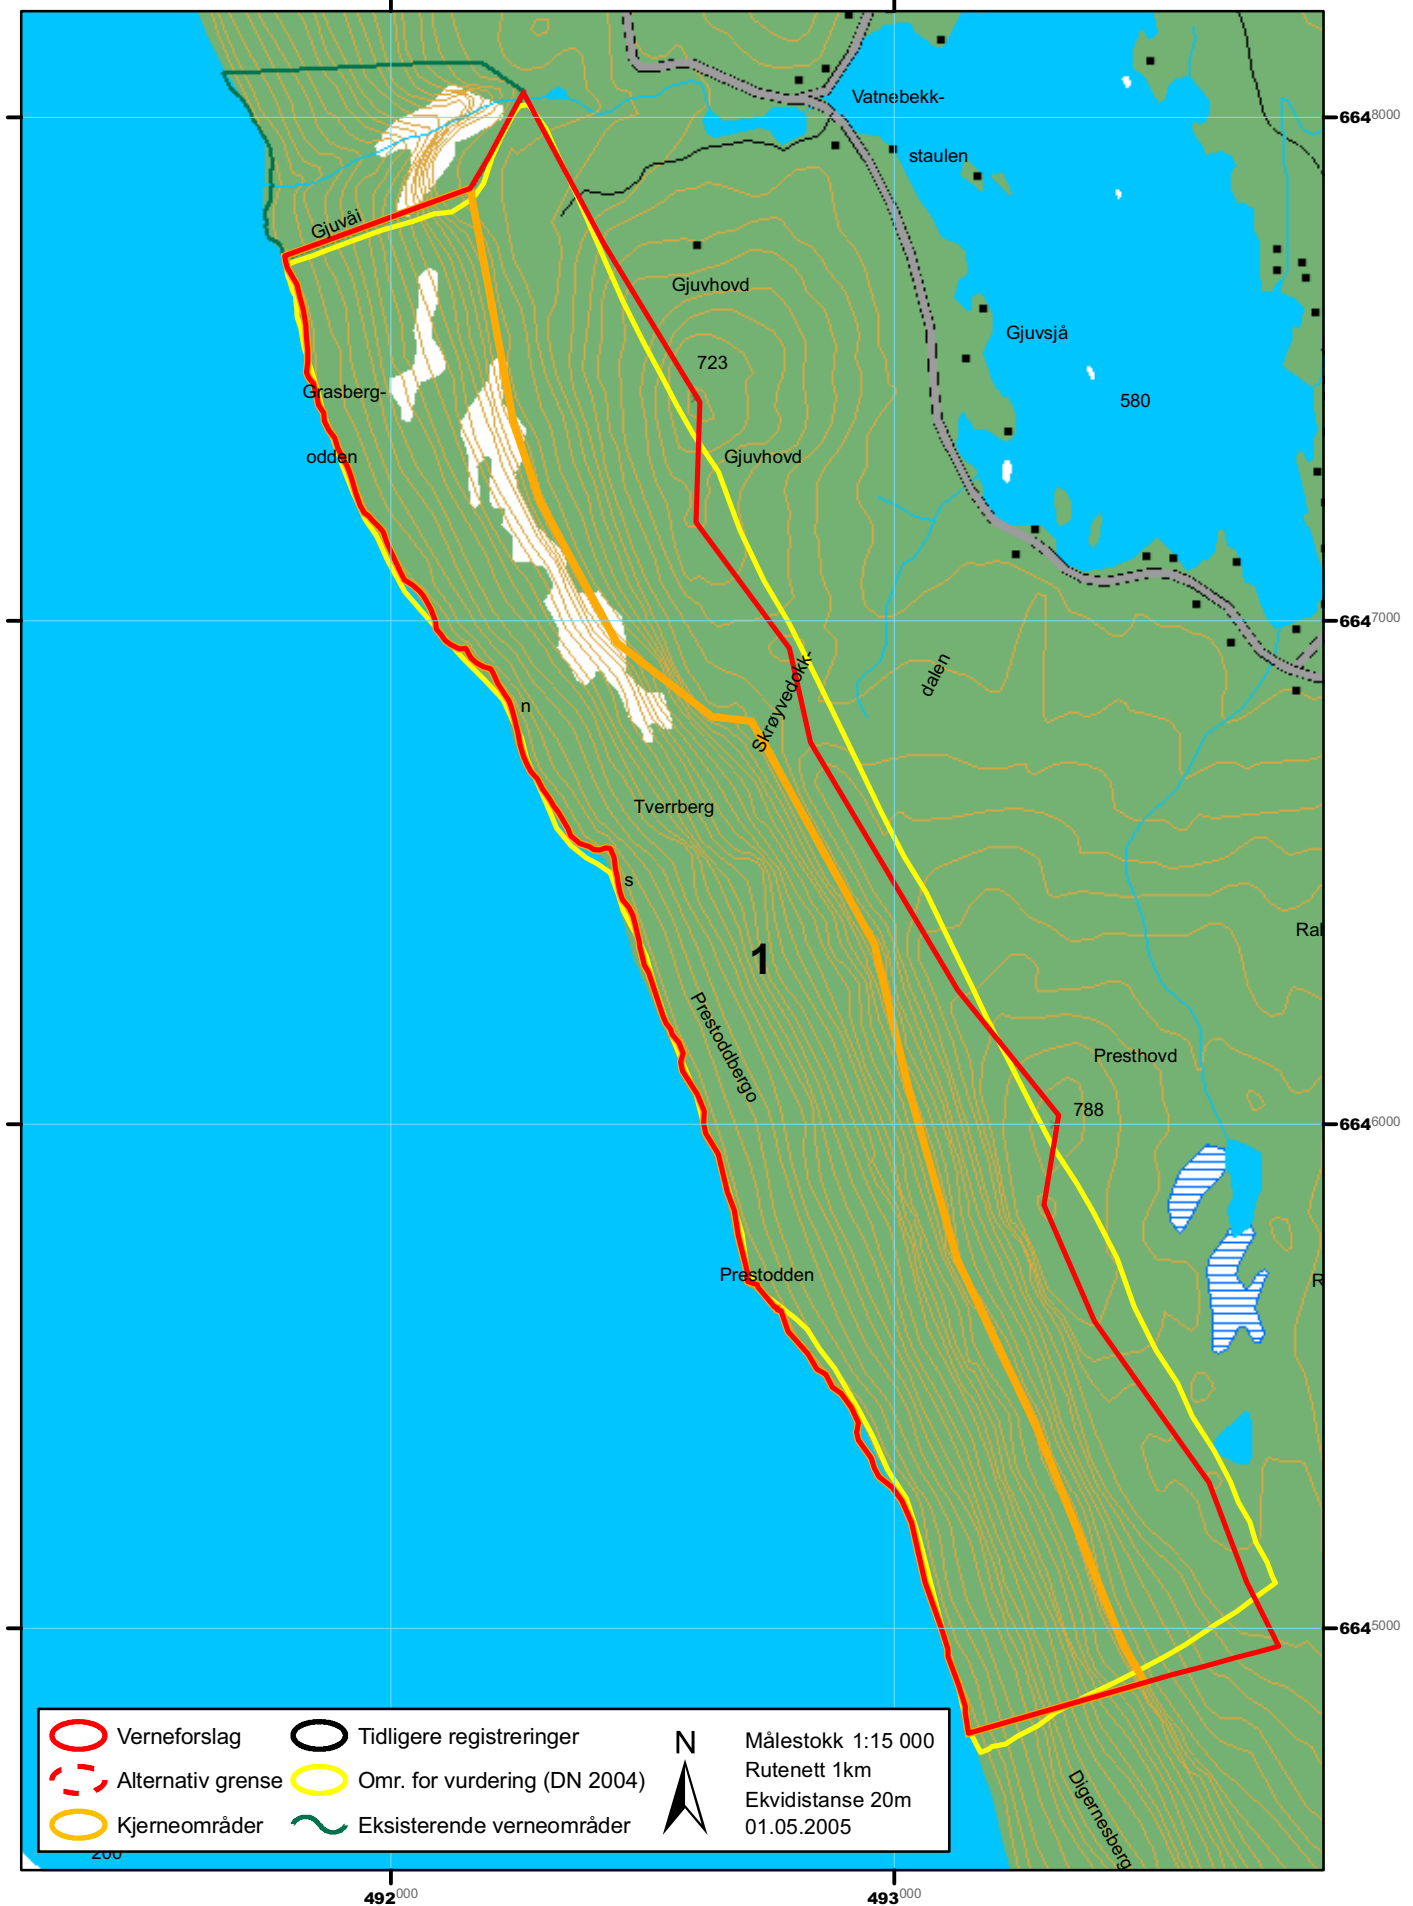 Vatnebekk-
664⁸⁰⁰⁰
staulen
Gjuvåi
Gjuvhovd
Gjuvsjå
723
Grasberg-
580
odden
Gjuvhovd
664⁷⁰⁰⁰
Skrøyvedokk-
dalen
n
Tverrberg
s
Ral
1
Prestoddbergo
Presthovd
788
664⁶⁰⁰⁰
Prestodden
R
664⁵⁰⁰⁰
Digernesberg
Verneforslag
Alternativ grense
Kjerneområder
Tidligere registreringer
Omr. for vurdering (DN 2004)
Eksisterende verneområder
N
Målestokk 1:15 000
Rutenett 1km
Ekvidistanse 20m
01.05.2005
200
492⁰⁰⁰
493⁰⁰⁰